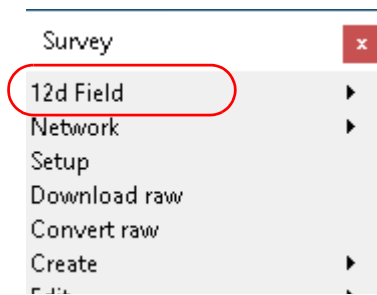 Survey
x
12d Field
Network
Setup
Download raw
Convert raw
Create